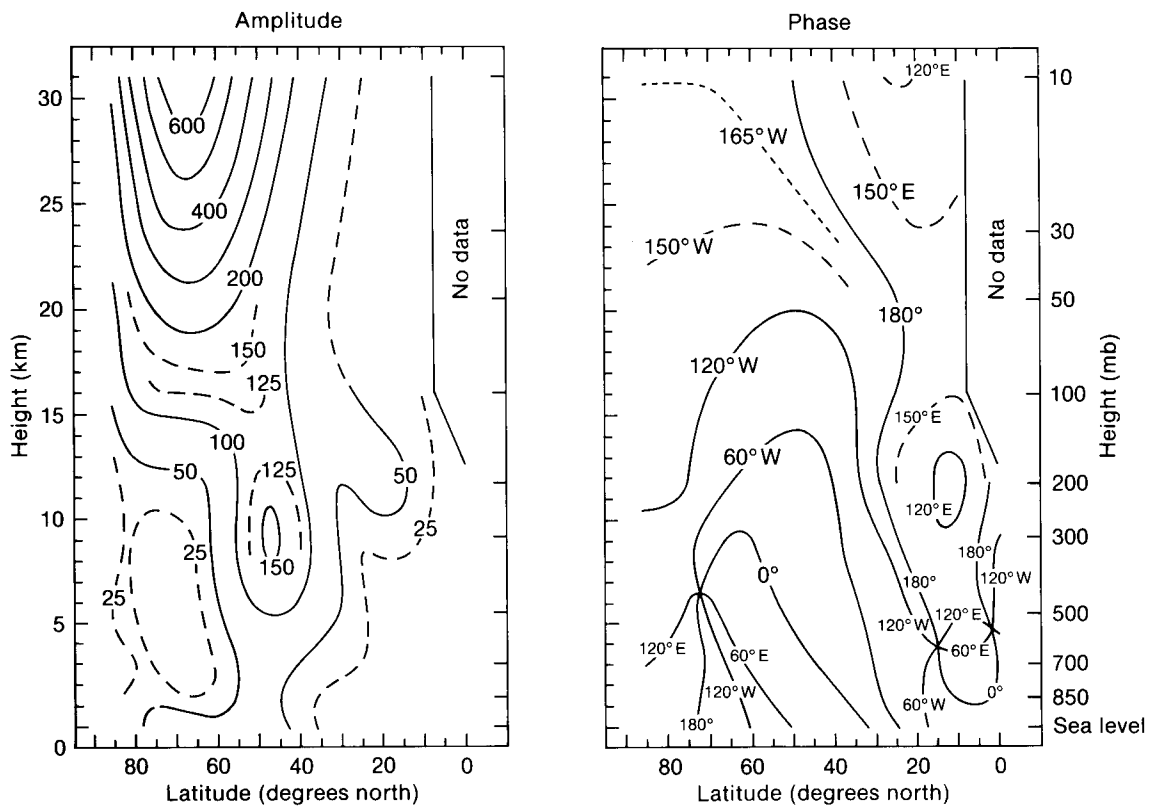 Amplitude
30
25
20
15
10
5
0
Height (km)
600
400
200
150
125
100
50
125
150
50
25
25
25
No data
80
60
40
20
0
Latitude (degrees north)
Phase
120°E
165°W
150°E
150°W
180°
120°W
150°E
60°W
120°E
0°
180°
180°
120°W
120°W
120°E
60°E
120°E
60°E
120°W
60°W
0°
180°
No data
10
30
50
100
200
300
500
700
850
Sea level
Height (mb)
80
60
40
20
0
Latitude (degrees north)